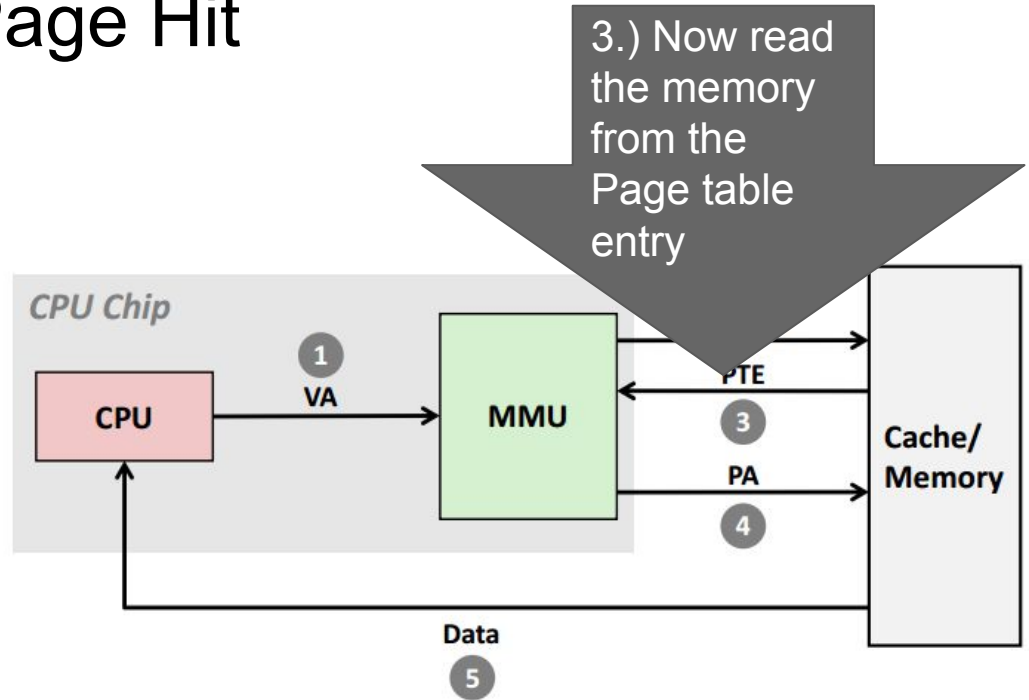 Page Hit
3.) Now read
the memory
from the
Page table
entry
CPU Chip
1
VA
CPU
MMU
PTE
3
Cache/
Memory
PA
4
Data
5